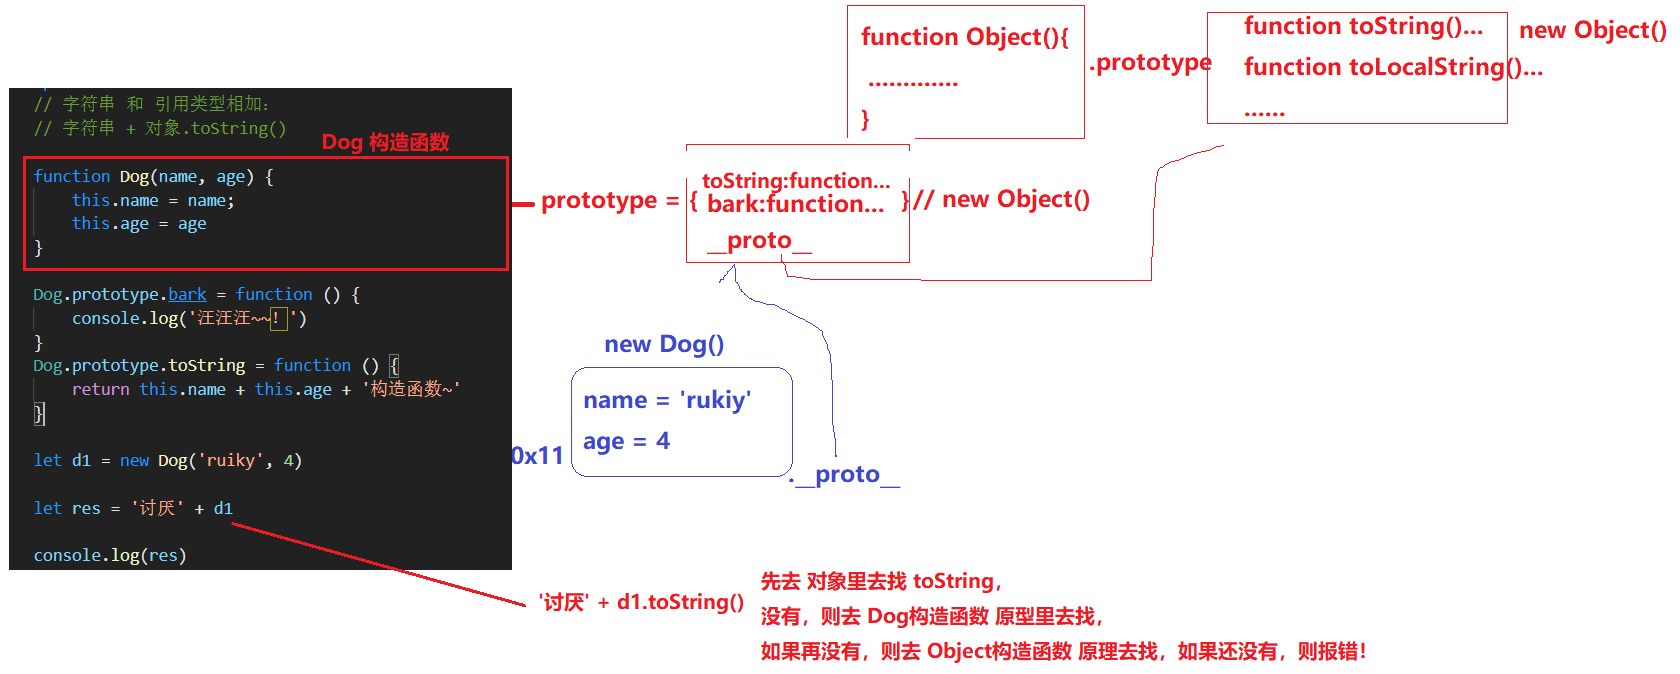 // 字符串 和 引用类型相加:
// 字符串 + 对象.toString()
Dog 构造函数
function Dog(name, age) {
this.name = name;
this.age = age
}
Dog.prototype.bark = function () {
console.log('汪汪汪~~! ')
}
Dog.prototype.toString = function () {
return this.name + this.age + '构造函数~'
}
let d1 = new Dog('ruiky', 4)
let res = '讨厌' + d1
console.log(res)
function Object(){
.............
}
.prototype
function toString()...
function toLocalString()...
......
new Object()
prototype = {
toString:function...
bark:function...
__proto__
}// new Object()
new Dog()
name = 'rukiy'
age = 4
0x11
.__proto__
'讨厌' + d1.toString()
先去 对象里去找 toString，
没有，则去 Dog构造函数 原型里去找，
如果再没有，则去 Object构造函数 原理去找，如果还没有，则报错！